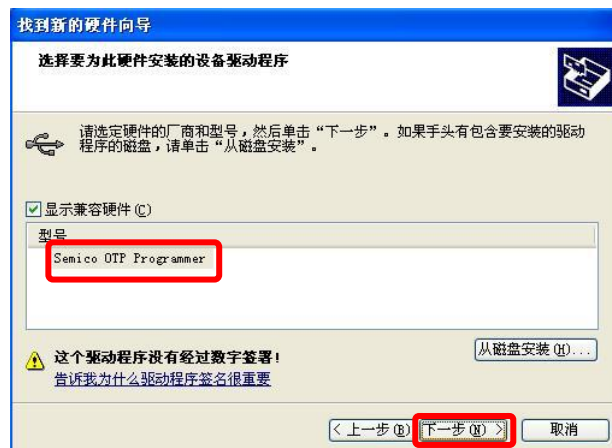 找到新的硬件向导
选择要为此硬件安装的设备驱动程序
请选定硬件的厂商和型号，然后单击“下一步”。如果手头有包含要安装的驱动
程序的磁盘，请单击“从磁盘安装”。
显示兼容硬件(C)
型号
Semico OTP Programmer
这个驱动程序没有经过数字签署!
从磁盘安装(H)...
告诉我为什么驱动程序签名很重要
< 上一步(B) 下一步(N) > 取消